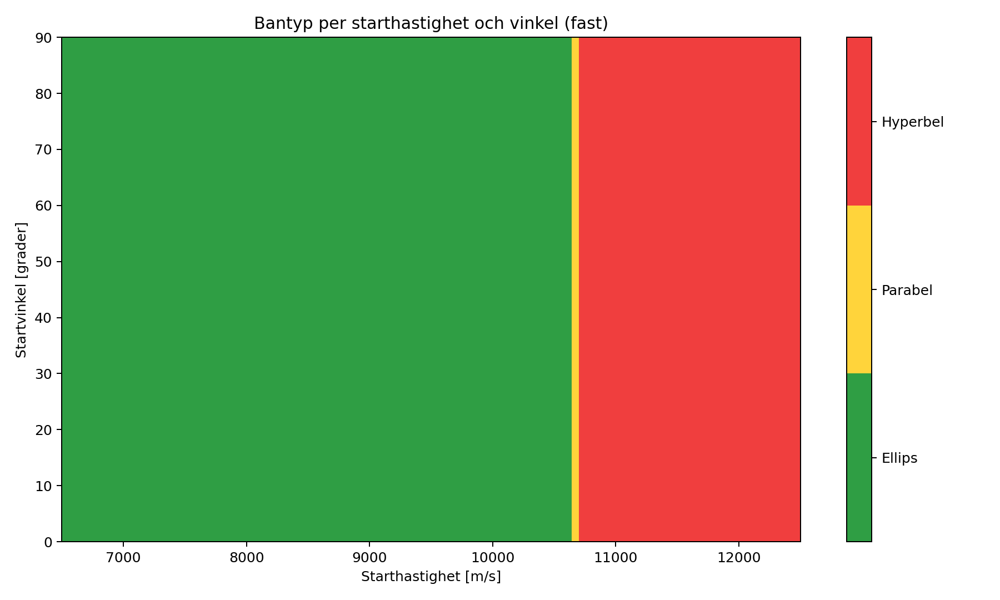 Bantyp per starthastighet och vinkel (fast)
90
80
70
60
50
40
30
20
10
0
Startvinkel [grader]
7000 8000 9000 10000 11000 12000
Starthastighet [m/s]
Hyperbel
Parabel
Ellips